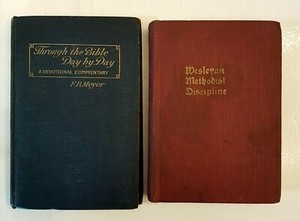 Through the Bible
Day by Day
A DEVOTIONAL COMMENTARY
F.B. Meyer
Wesleyan
Methodist
Discipline